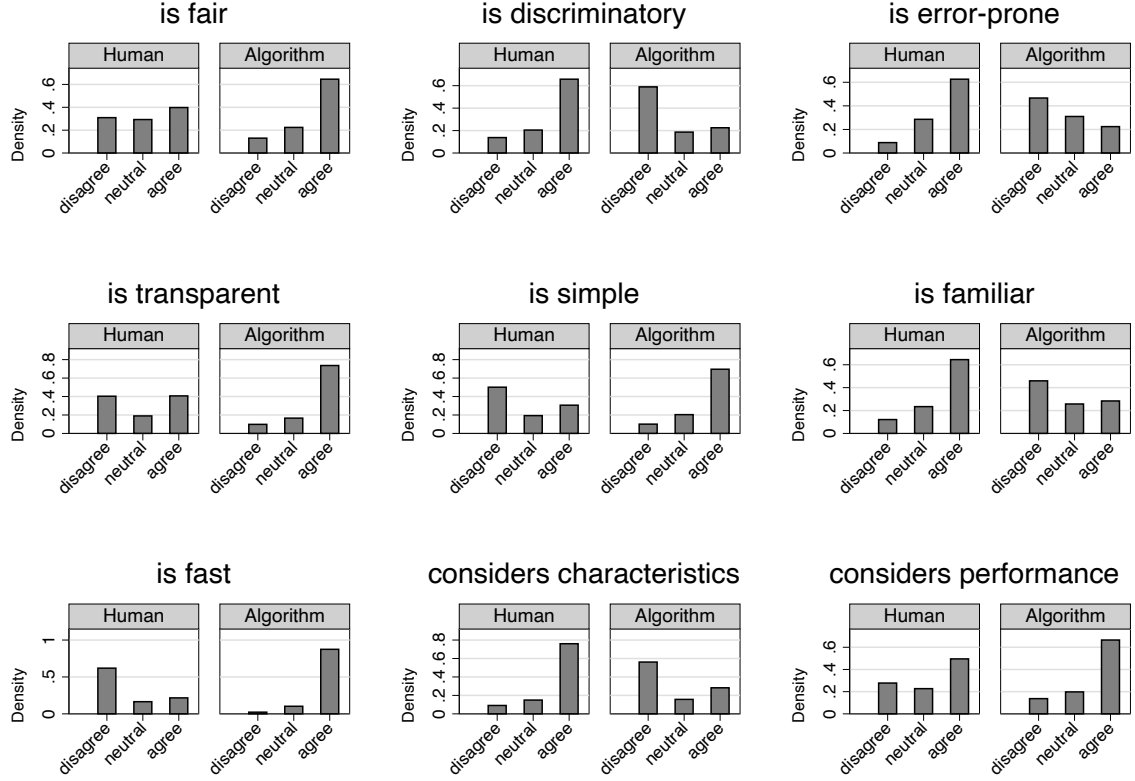 is fair
is discriminatory
is error-prone
Human Algorithm
Human Algorithm
Human Algorithm
Density
0 .2 .4 .6
disagree neutral agree
disagree neutral agree
Density
0 .2 .4 .6
disagree neutral agree
disagree neutral agree
Density
0 .2 .4 .6
disagree neutral agree
disagree neutral agree
is transparent
is simple
is familiar
Human Algorithm
Human Algorithm
Human Algorithm
Density
0 .2 .4 .6 .8
disagree neutral agree
disagree neutral agree
Density
0 .2 .4 .6 .8
disagree neutral agree
disagree neutral agree
Density
0 .2 .4 .6
disagree neutral agree
disagree neutral agree
is fast
considers characteristics
considers performance
Human Algorithm
Human Algorithm
Human Algorithm
Density
0 .5 1
disagree neutral agree
disagree neutral agree
Density
0 .2 .4 .6 .8
disagree neutral agree
disagree neutral agree
Density
0 .2 .4 .6
disagree neutral agree
disagree neutral agree